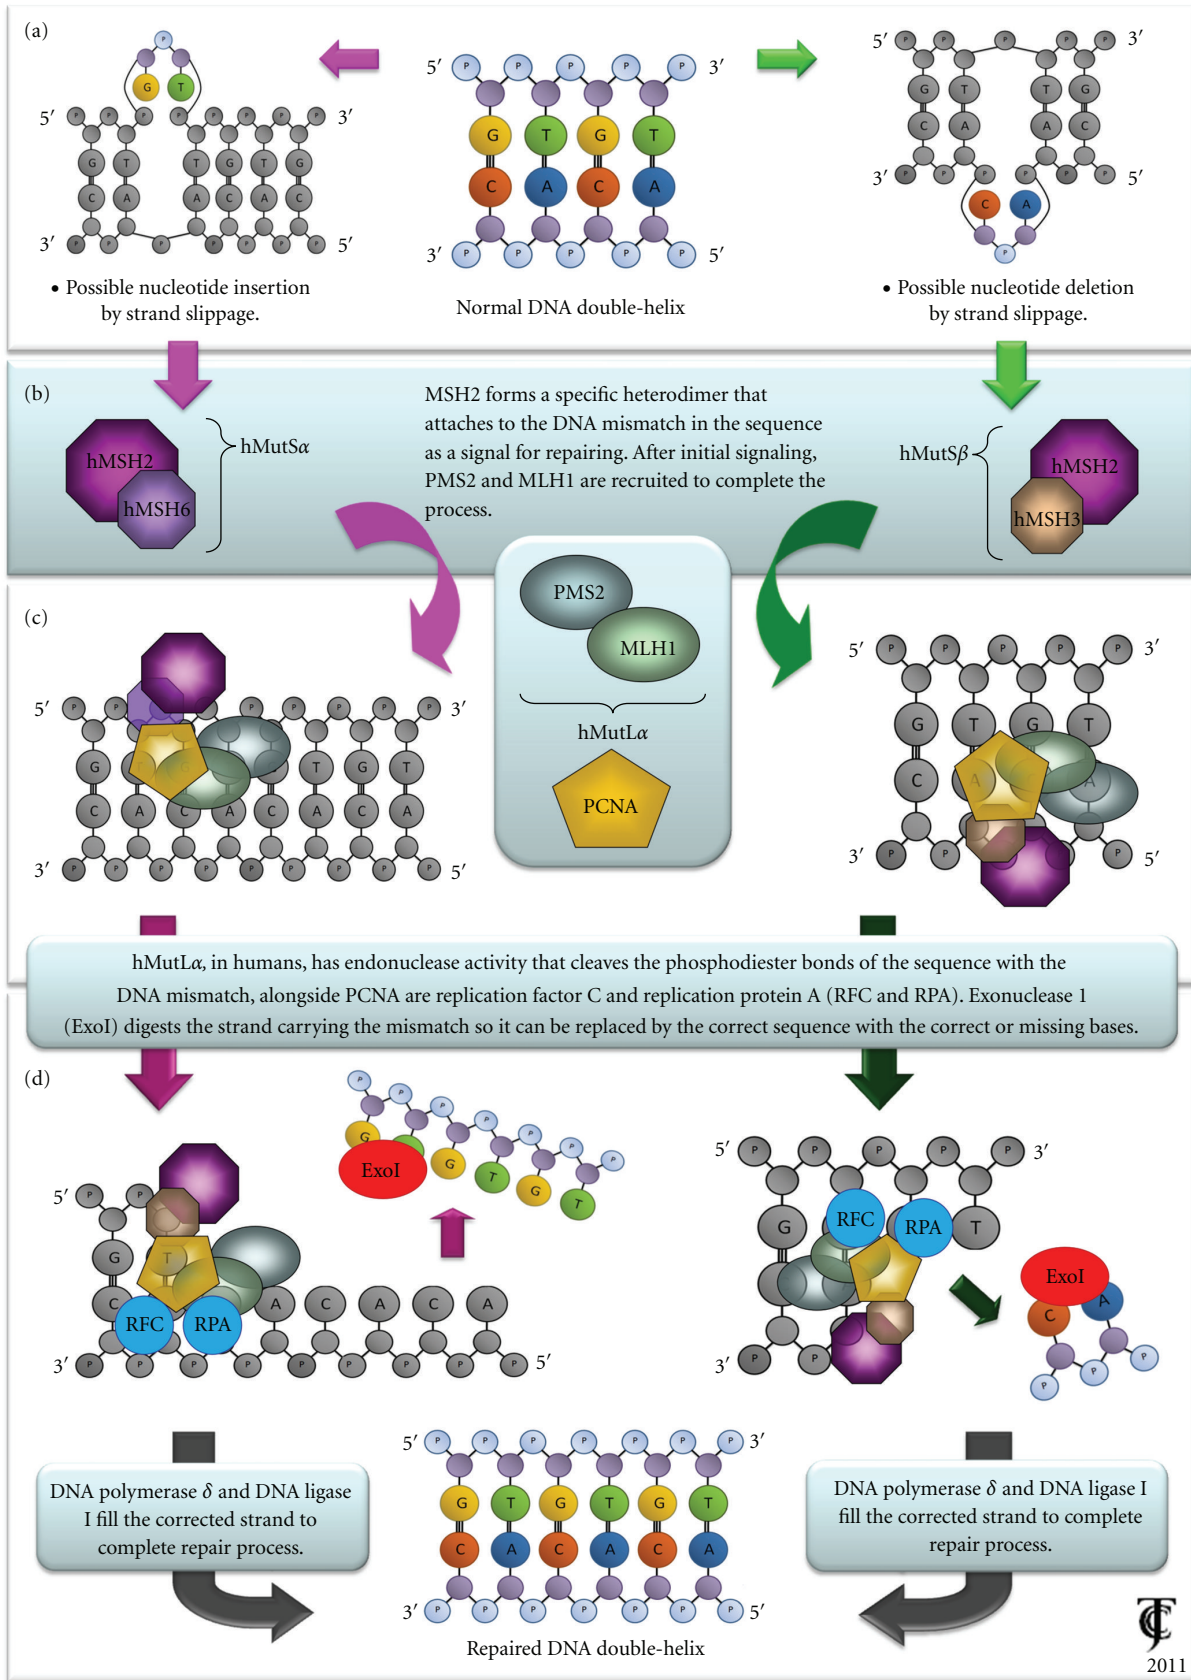 (a)
P
G T
5′ P P P P P P P 3′
G T T G T G
C A A C A C
3′ P P P P P P P 5′
• Possible nucleotide insertion
by strand slippage.
5′ P P P P P 3′
G T G T
C A C A
3′ P P P P P 5′
Normal DNA double-helix
5′ P P P P P 3′
G T T G
C A A C
3′ P P P P P P 5′
C A
P
• Possible nucleotide deletion
by strand slippage.
(b)
hMSH2
hMSH6
hMutSα
MSH2 forms a specific heterodimer that
attaches to the DNA mismatch in the sequence
as a signal for repairing. After initial signaling,
PMS2 and MLH1 are recruited to complete the
process.
hMutSβ
hMSH2
hMSH3
PMS2
MLH1
hMutLα
PCNA
(c)
5′ P P P P P P 3′
G T G T G T
C A C A C A C A
3′ P P P P P P P P P 5′
5′ P P P P P 3′
G T G T
C A A
3′ P P P 5′
hMutLα, in humans, has endonuclease activity that cleaves the phosphodiester bonds of the sequence with the
DNA mismatch, alongside PCNA are replication factor C and replication protein A (RFC and RPA). Exonuclease 1
(ExoI) digests the strand carrying the mismatch so it can be replaced by the correct sequence with the correct or missing bases.
(d)
P P P P P P P
G G T G T
ExoI
5′ P P
G T
C A C A C A
RFC RPA
3′ P P P P P P P P P 5′
5′ P P P P P 3′
RFC RPA
G T
3′ P P
ExoI
C A
P P P
DNA polymerase δ and DNA ligase
I fill the corrected strand to
complete repair process.
5′ P P P P P P P 3′
G T G T G T
C A C A C A
3′ P P P P P P P 5′
Repaired DNA double-helix
DNA polymerase δ and DNA ligase I
fill the corrected strand to complete
repair process.
2011